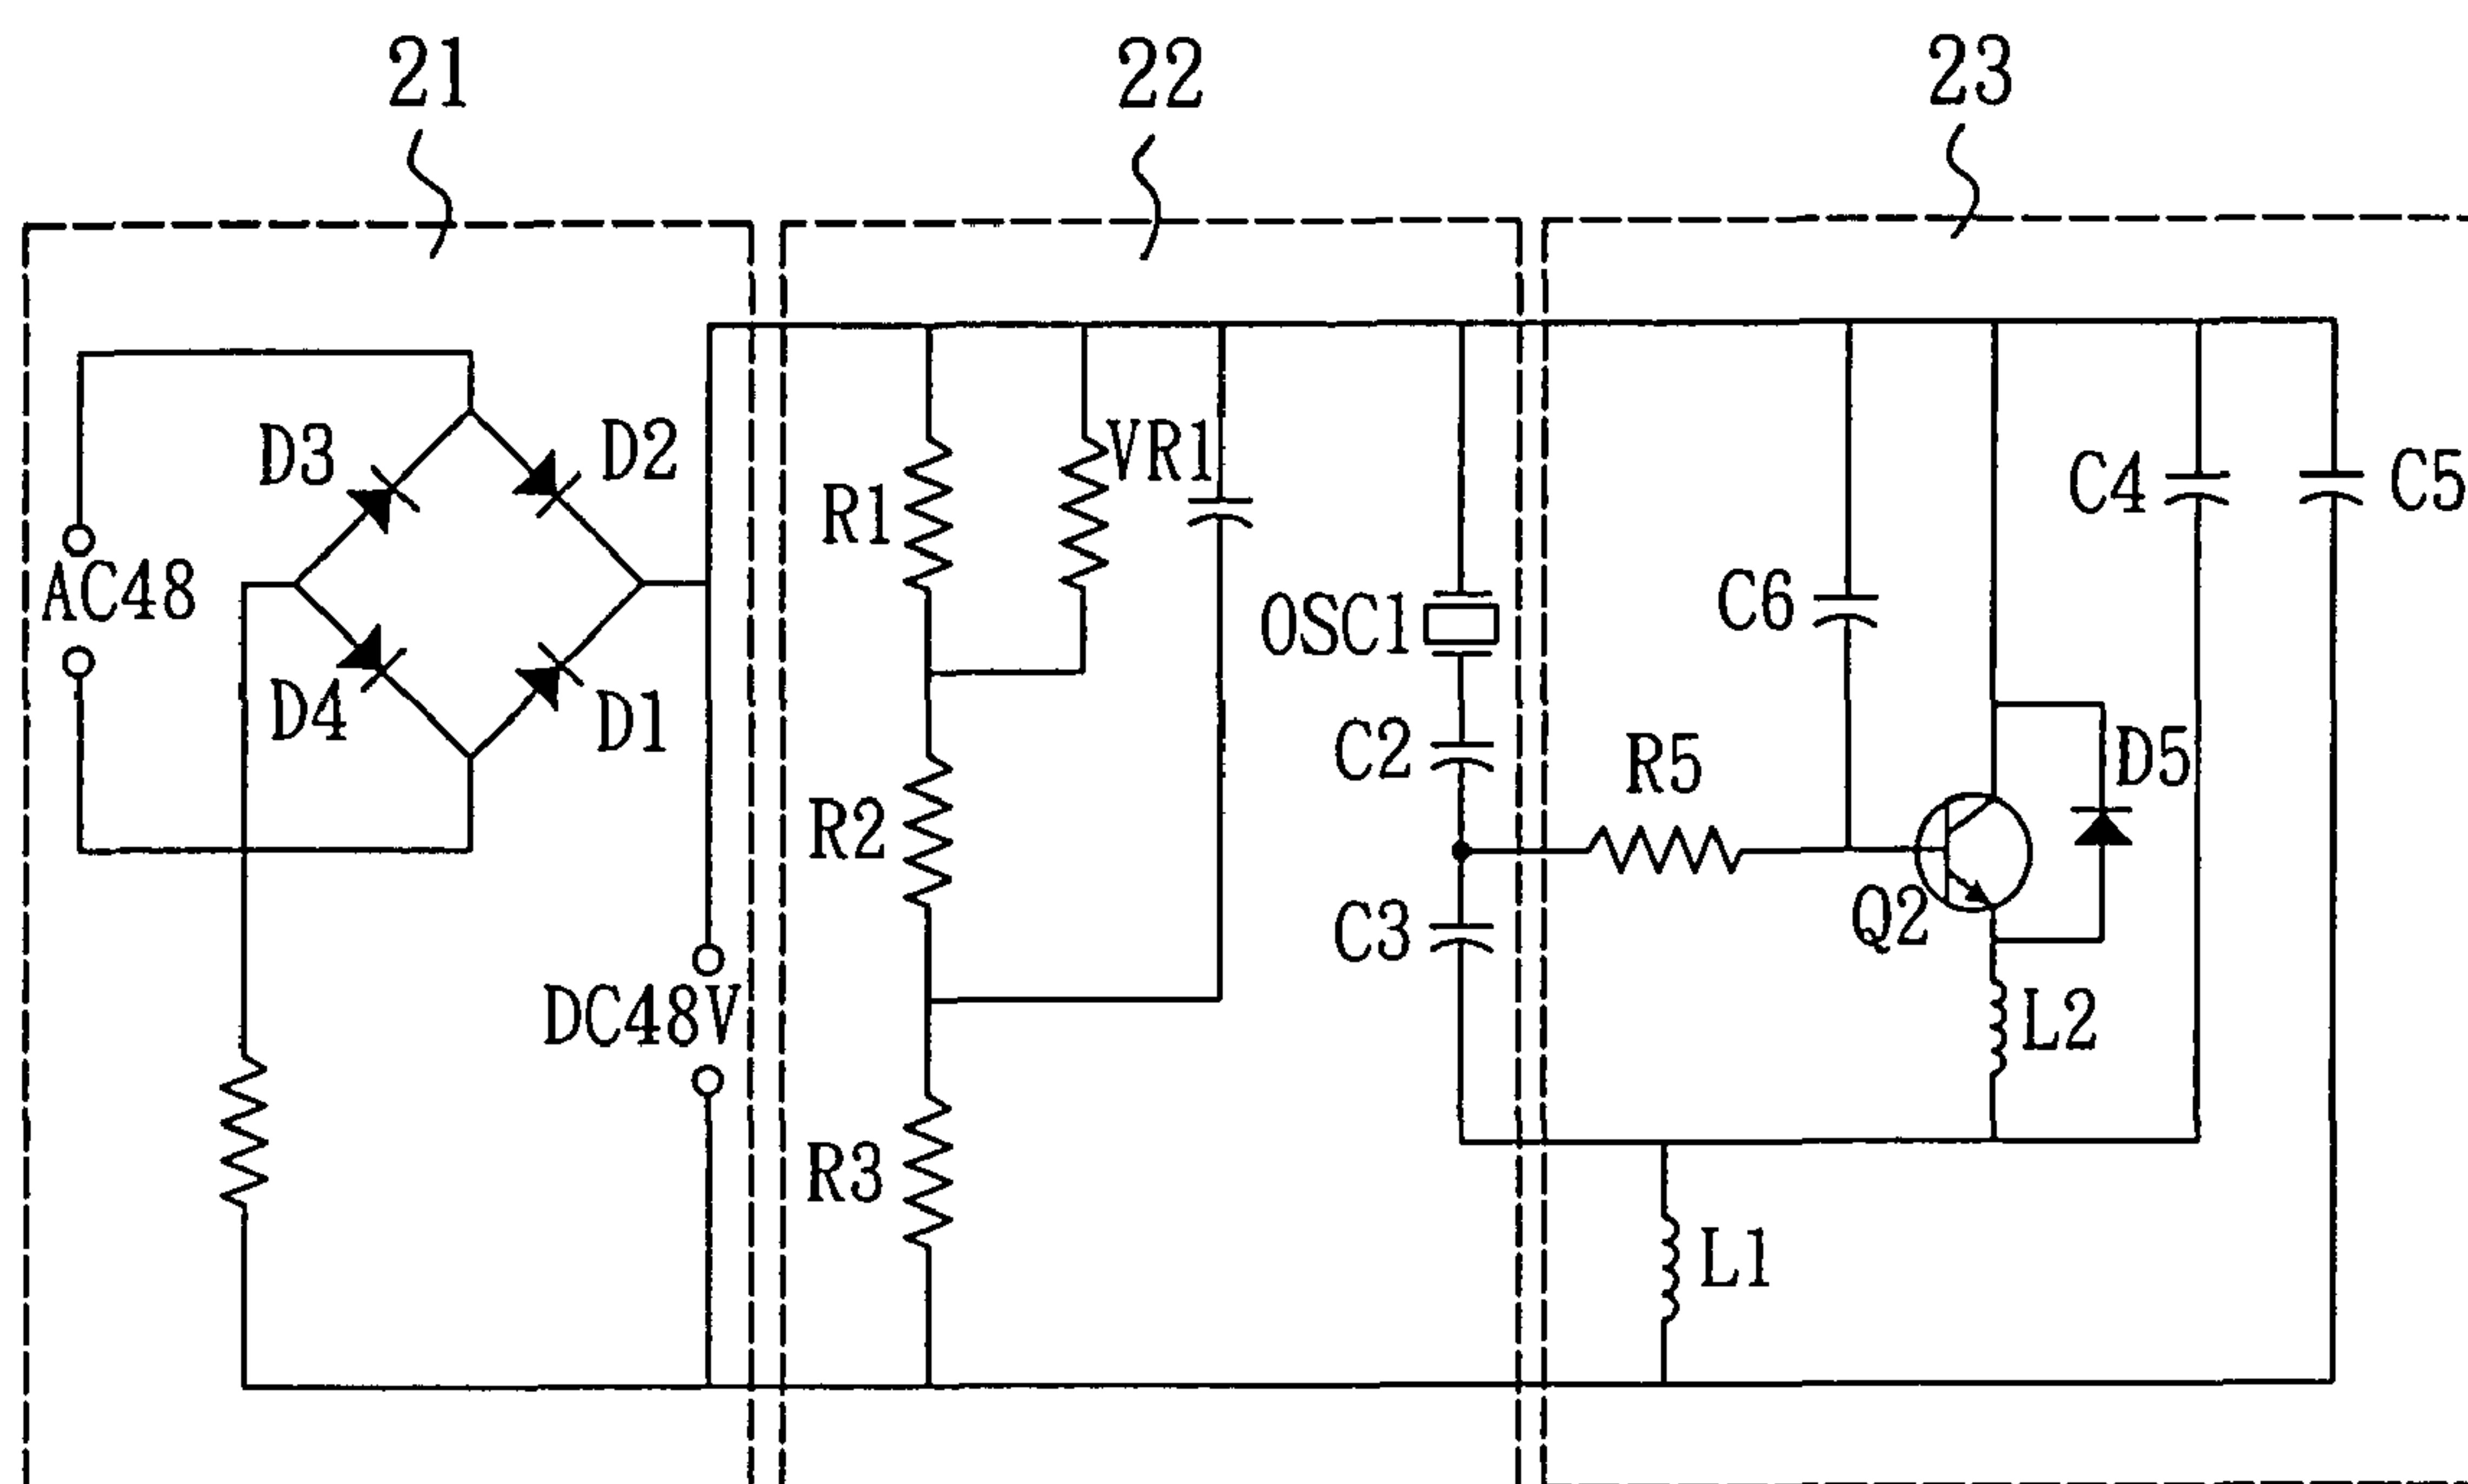 21
22
23
D3
D2
AC48
D4
D1
DC48V
R1
VR1
R2
R3
OSC1
C2
C3
R5
C6
Q2
D5
L2
L1
C4
C5